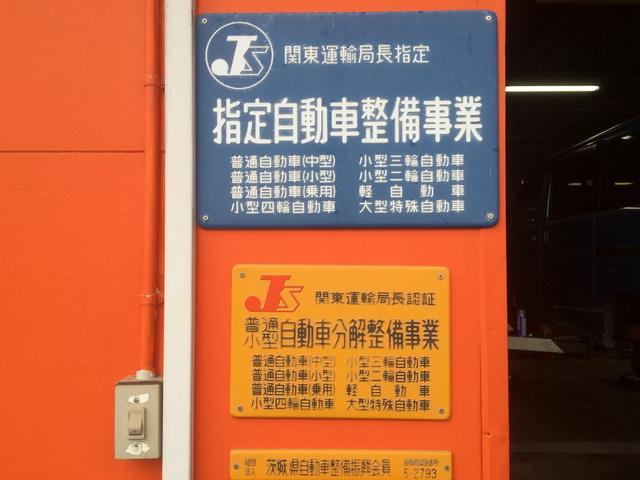 JS 関東運輸局長指定
指定自動車整備事業
普通自動車(中型) 小型三輪自動車
普通自動車(小型) 小型二輪自動車
普通自動車(乗用) 軽自動車
小型四輪自動車 大型特殊自動車
JS 関東運輸局長認証
普通小型自動車分解整備事業
普通自動車(中型) 小型三輪自動車
普通自動車(小型) 小型二輪自動車
普通自動車(乗用) 軽自動車
小型四輪自動車 大型特殊自動車
社団法人 茨城県自動車整備振興会員
5-2793